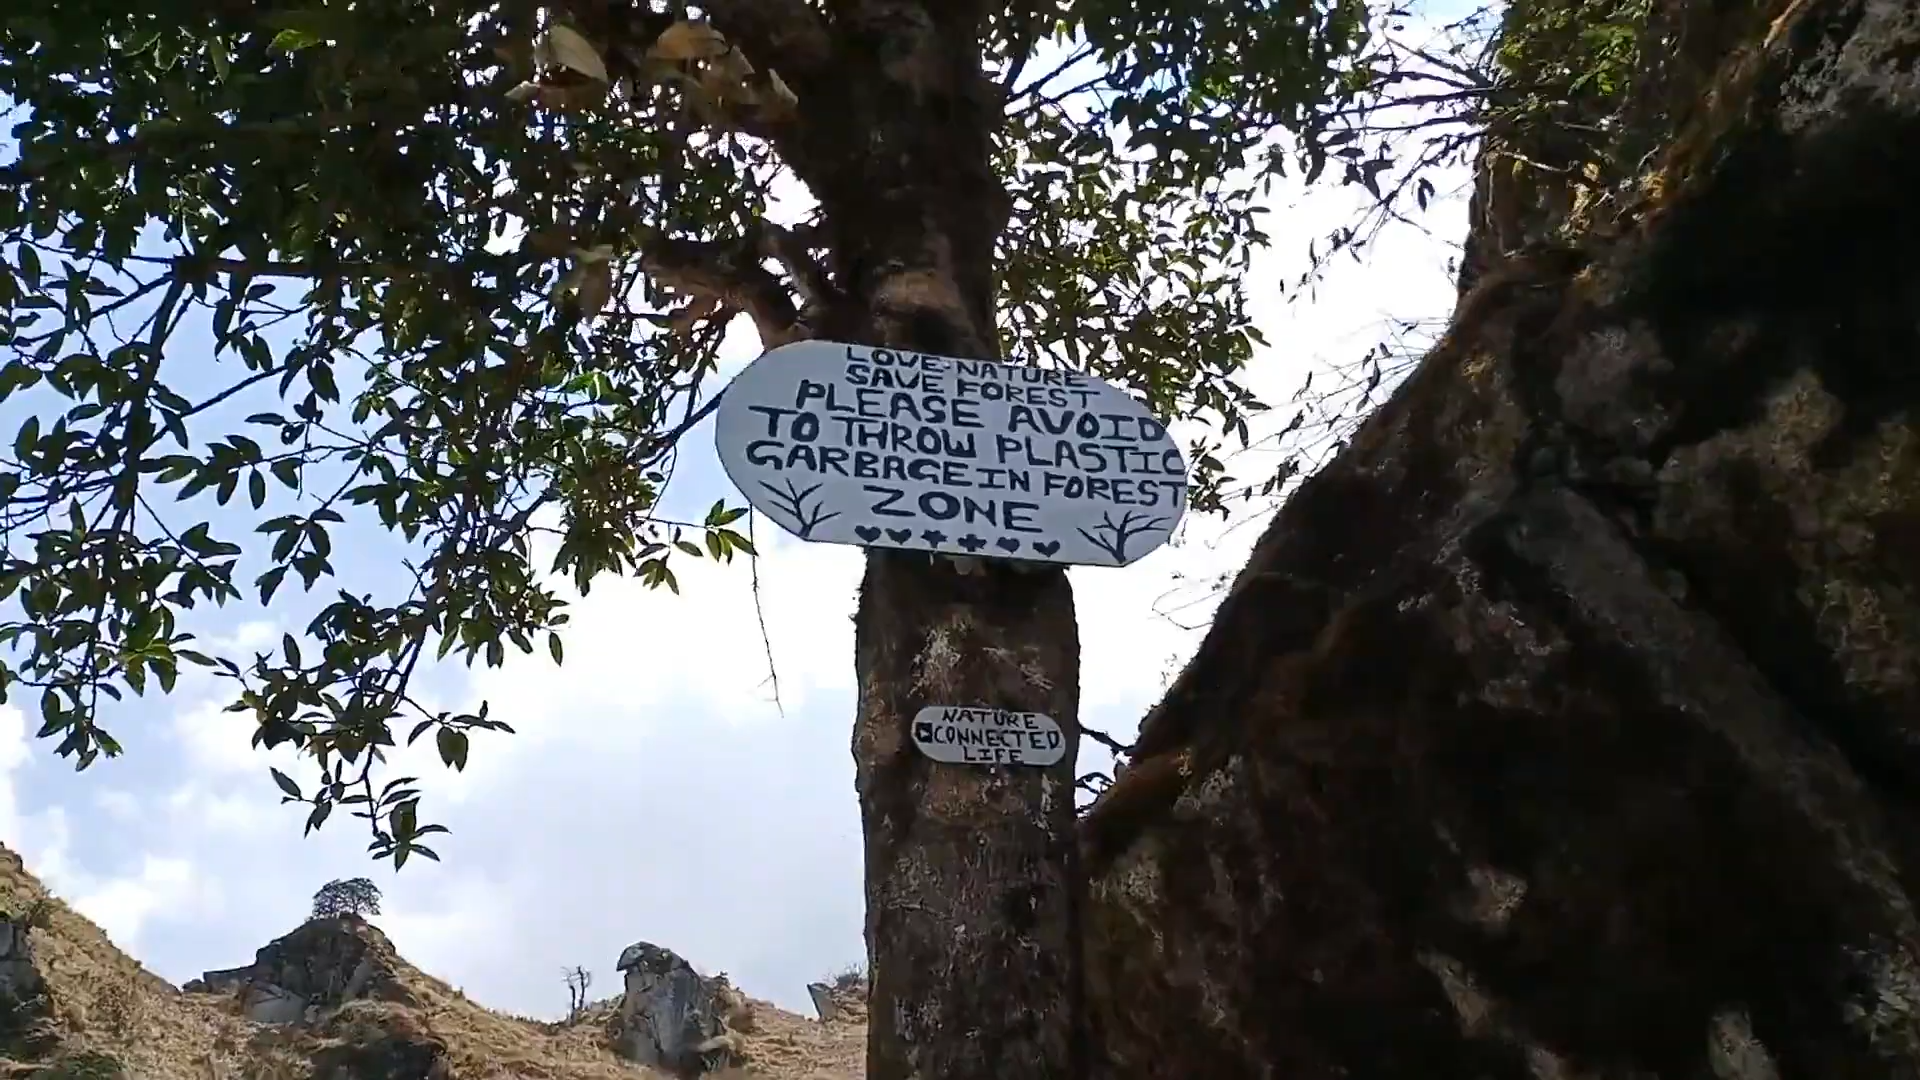 LOVE NATURE
SAVE FOREST
PLEASE AVOID
TO THROW PLASTIC
GARBAGE IN FOREST
ZONE
NATURE
CONNECTED
LIFE